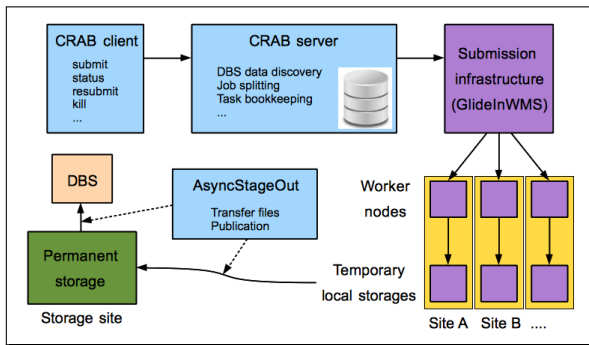 CRAB client
submit
status
resubmit
kill
...
CRAB server
DBS data discovery
Job splitting
Task bookkeeping
...
Submission
infrastructure
(GlideInWMS)
DBS
AsyncStageOut
Transfer files
Publication
Worker
nodes
Permanent
storage
Storage site
Temporary
local storages
Site A Site B ....